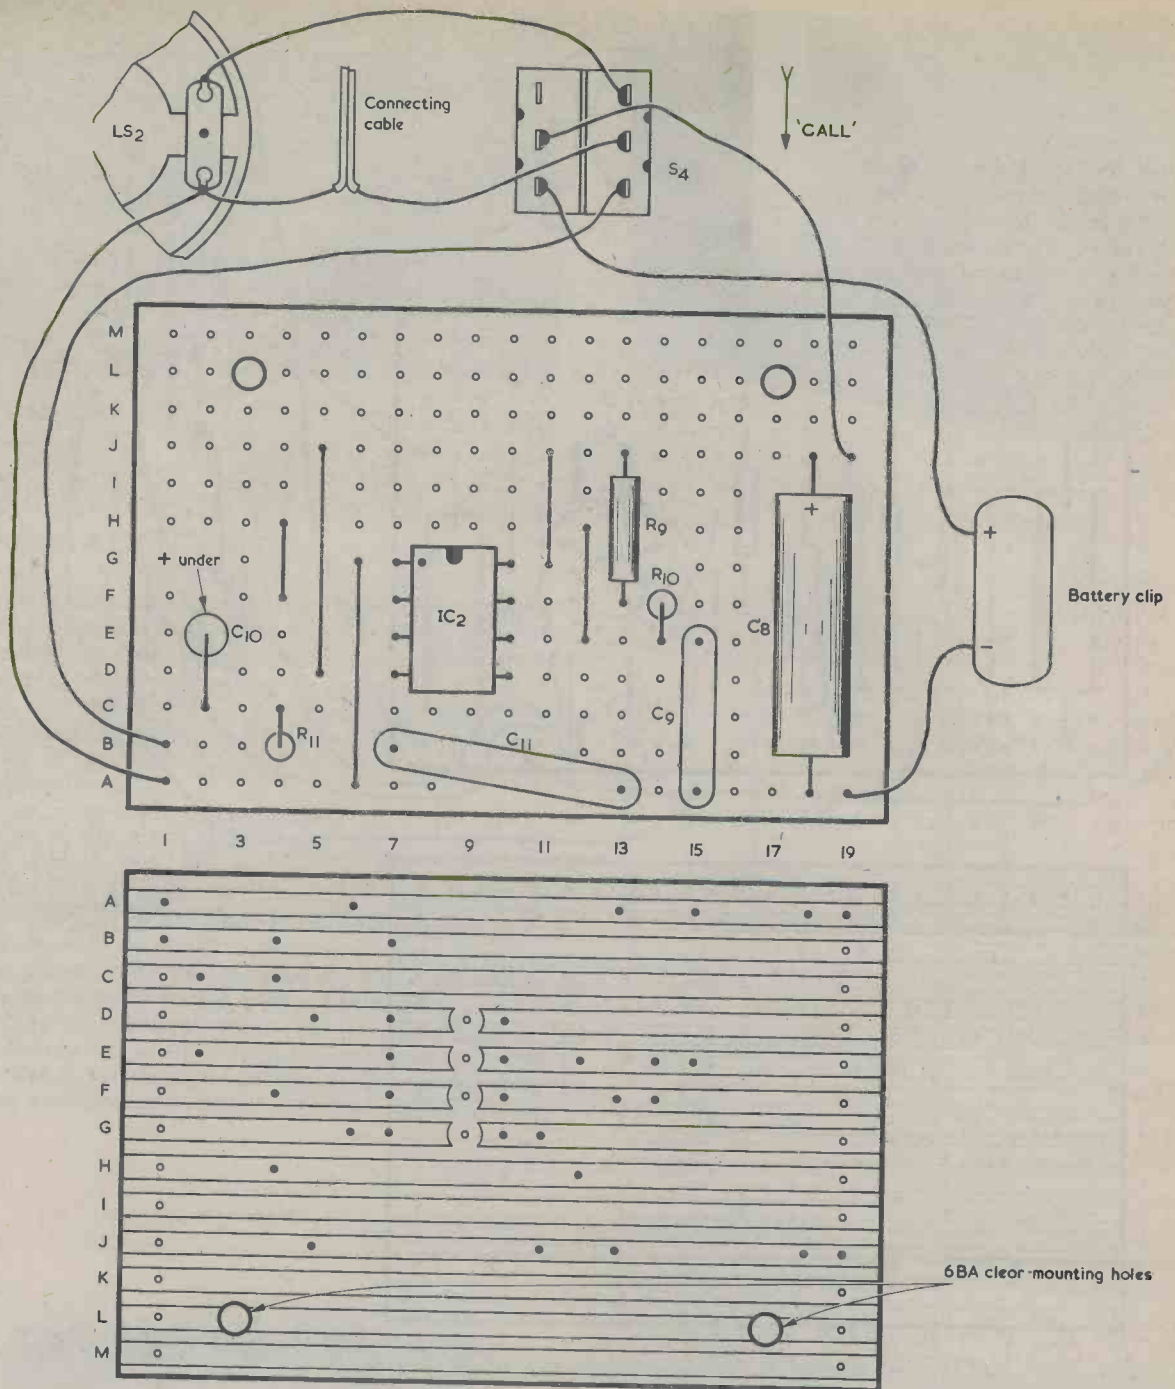 LS2
Connecting
cable
'CALL'
S4
M
L
K
J
I
H
G
F
E
D
C
B
A
+ under
C10
R11
IC2
C11
R9
R10
C9
C8
+
+
−
Battery clip
1 3 5 7 9 11 13 15 17 19
A
B
C
D
E
F
G
H
I
J
K
L
M
6BA clear mounting holes